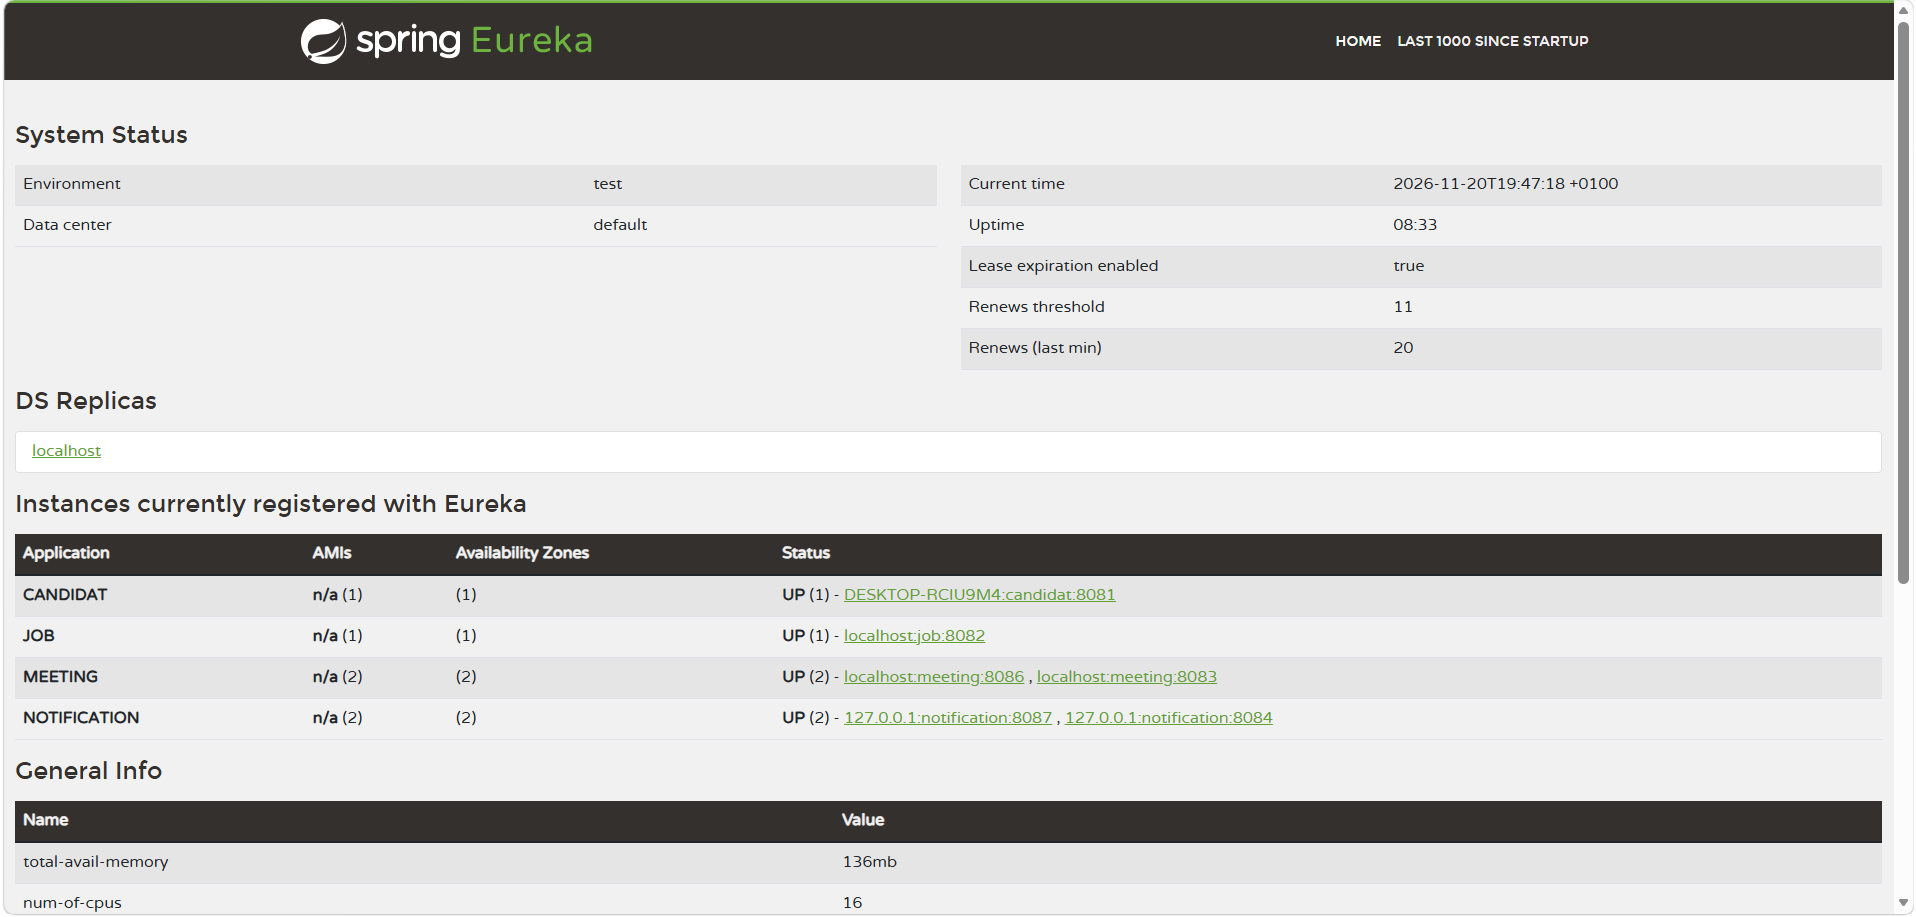 spring Eureka
HOME LAST 1000 SINCE STARTUP
System Status
Environment test
Data center default
Current time 2026-11-20T19:47:18 +0100
Uptime 08:33
Lease expiration enabled true
Renews threshold 11
Renews (last min) 20
DS Replicas
localhost
Instances currently registered with Eureka
Application AMIs Availability Zones Status
CANDIDAT n/a (1) (1) UP (1) - DESKTOP-RCIU9M4:candidat:8081
JOB n/a (1) (1) UP (1) - localhost:job:8082
MEETING n/a (2) (2) UP (2) - localhost:meeting:8086 , localhost:meeting:8083
NOTIFICATION n/a (2) (2) UP (2) - 127.0.0.1:notification:8087 , 127.0.0.1:notification:8084
General Info
Name Value
total-avail-memory 136mb
num-of-cpus 16